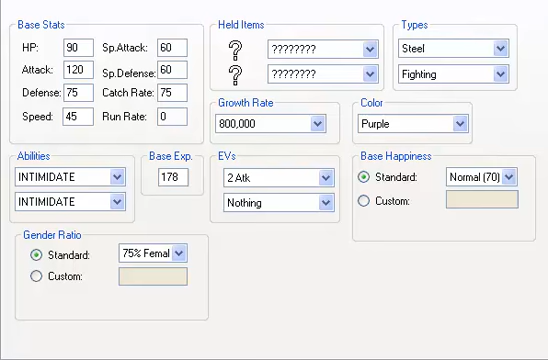 Base Stats
HP: 90 Sp.Attack: 60
Attack: 120 Sp.Defense: 60
Defense: 75 Catch Rate: 75
Speed: 45 Run Rate: 0
Held Items
? ????????
? ????????
Types
Steel
Fighting
Growth Rate
800,000
Color
Purple
Abilities
INTIMIDATE
INTIMIDATE
Base Exp.
178
EVs
2 Atk
Nothing
Base Happiness
Standard: Normal (70)
Custom:
Gender Ratio
Standard: 75% Femal
Custom: